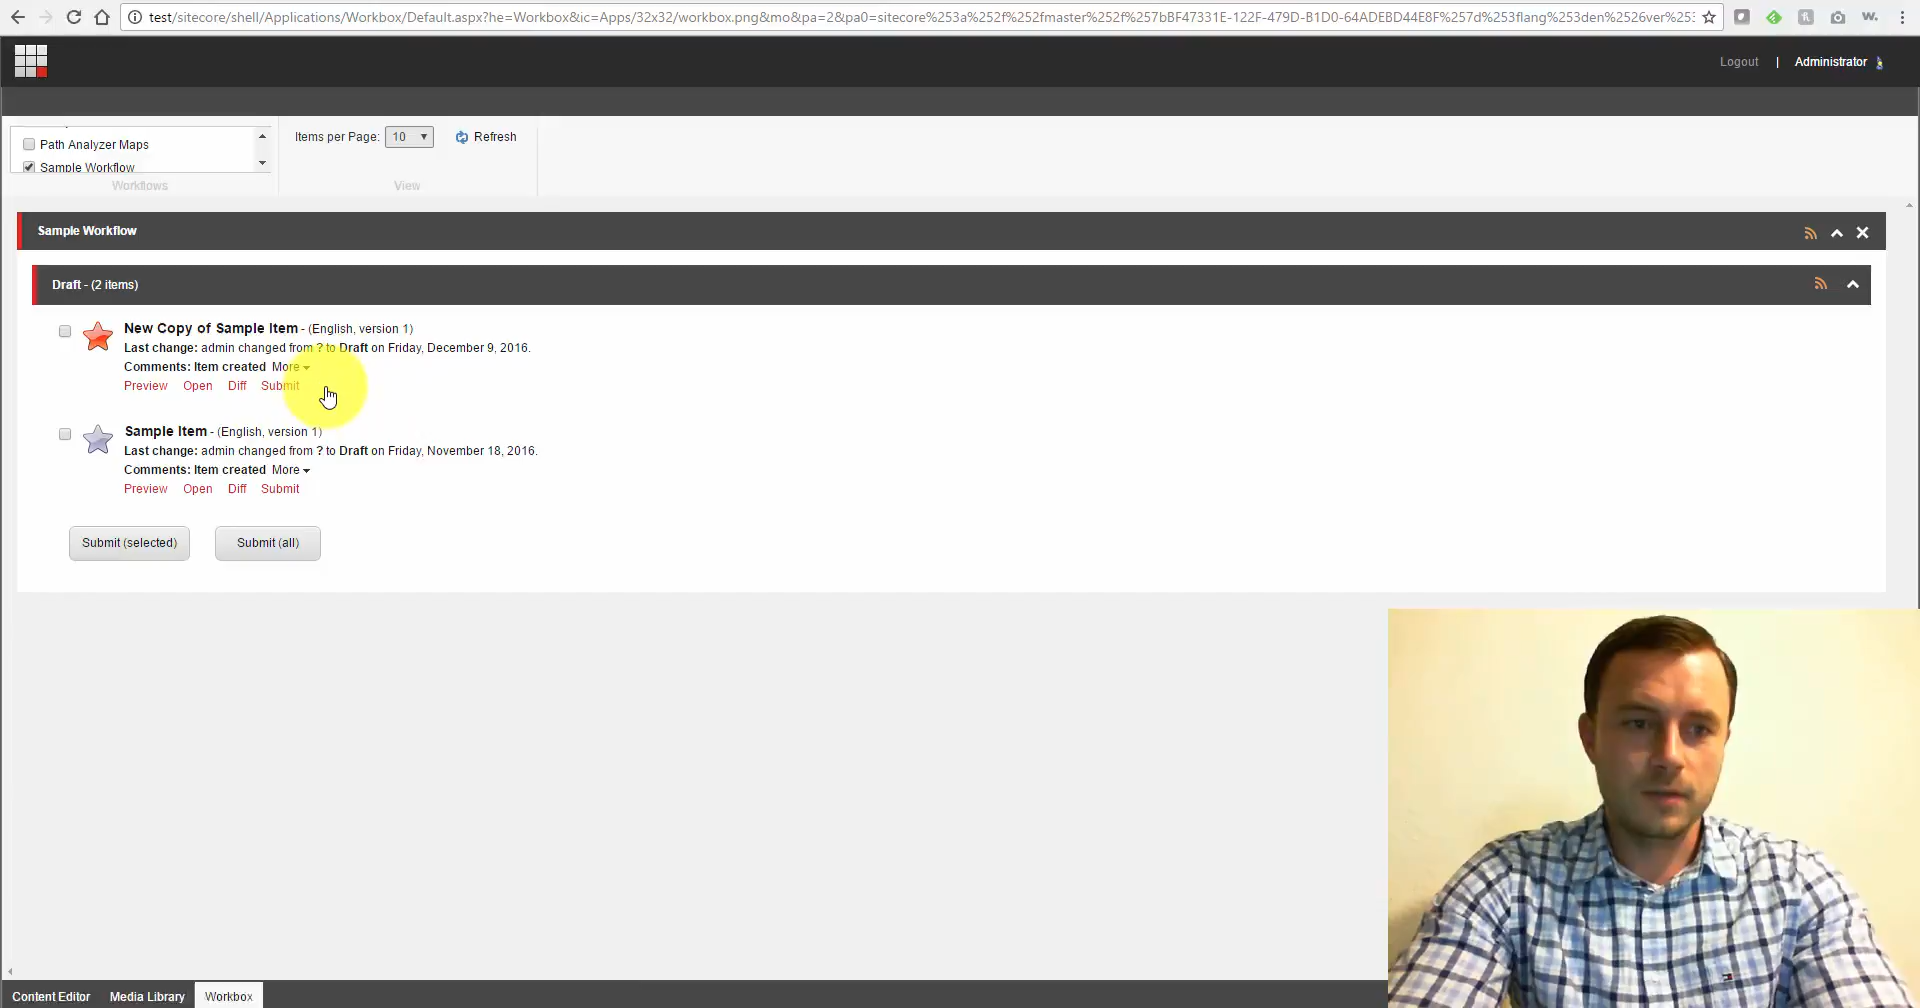 test/sitecore/shell/Applications/Workbox/Default.aspx?he=Workbox&ic=Apps/32x32/workbox.png&mo&pa=2&pa0=sitecore%253a%252f%252fmaster%252f%257bBF47331E-122F-479D-B1D0-64ADEBD44E8F%257d%253flang%253den%2526ver%253
Logout | Administrator
Path Analyzer Maps
Sample Workflow
Workflows
Items per Page: 10 Refresh
View
Sample Workflow
Draft - (2 items)
New Copy of Sample Item - (English, version 1)
Last change: admin changed from ? to Draft on Friday, December 9, 2016.
Comments: Item created More
Preview Open Diff Submit
Sample Item - (English, version 1)
Last change: admin changed from ? to Draft on Friday, November 18, 2016.
Comments: Item created More
Preview Open Diff Submit
Submit (selected) Submit (all)
Content Editor Media Library Workbox